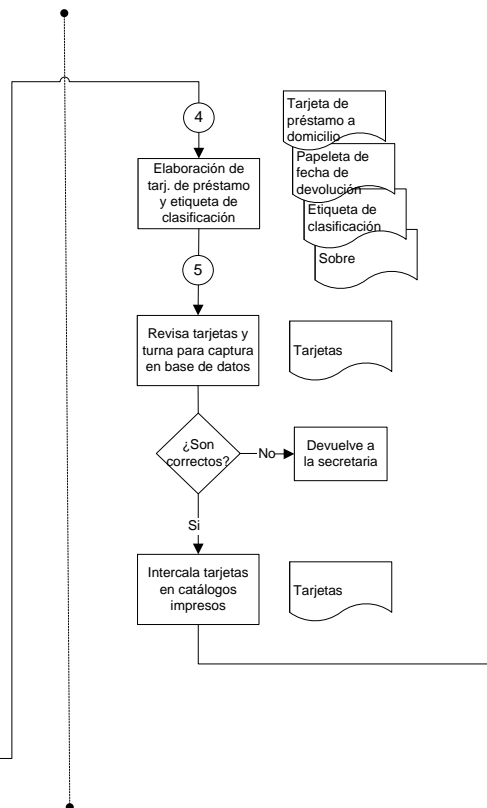 4
Tarjeta de
préstamo a
domicilio
Elaboración de
tarj. de préstamo
y etiqueta de
clasificación
Papeleta de
fecha de
devolución
Etiqueta de
clasificación
Sobre
5
Revisa tarjetas y
turna para captura
en base de datos
Tarjetas
¿Son
correctos?
No
Devuelve a
la secretaria
Si
Intercala tarjetas
en catálogos
impresos
Tarjetas